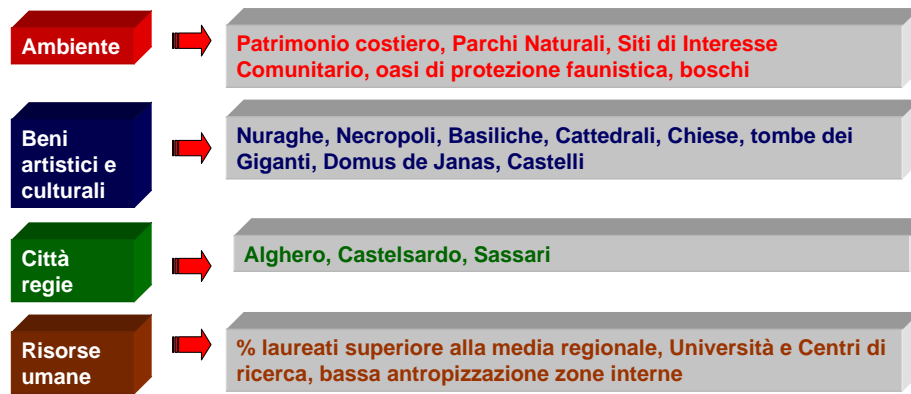 Ambiente
Patrimonio costiero, Parchi Naturali, Siti di Interesse
Comunitario, oasi di protezione faunistica, boschi
Beni
artistici e
culturali
Nuraghe, Necropoli, Basiliche, Cattedrali, Chiese, tombe dei
Giganti, Domus de Janas, Castelli
Città
regie
Alghero, Castelsardo, Sassari
Risorse
umane
% laureati superiore alla media regionale, Università e Centri di
ricerca, bassa antropizzazione zone interne